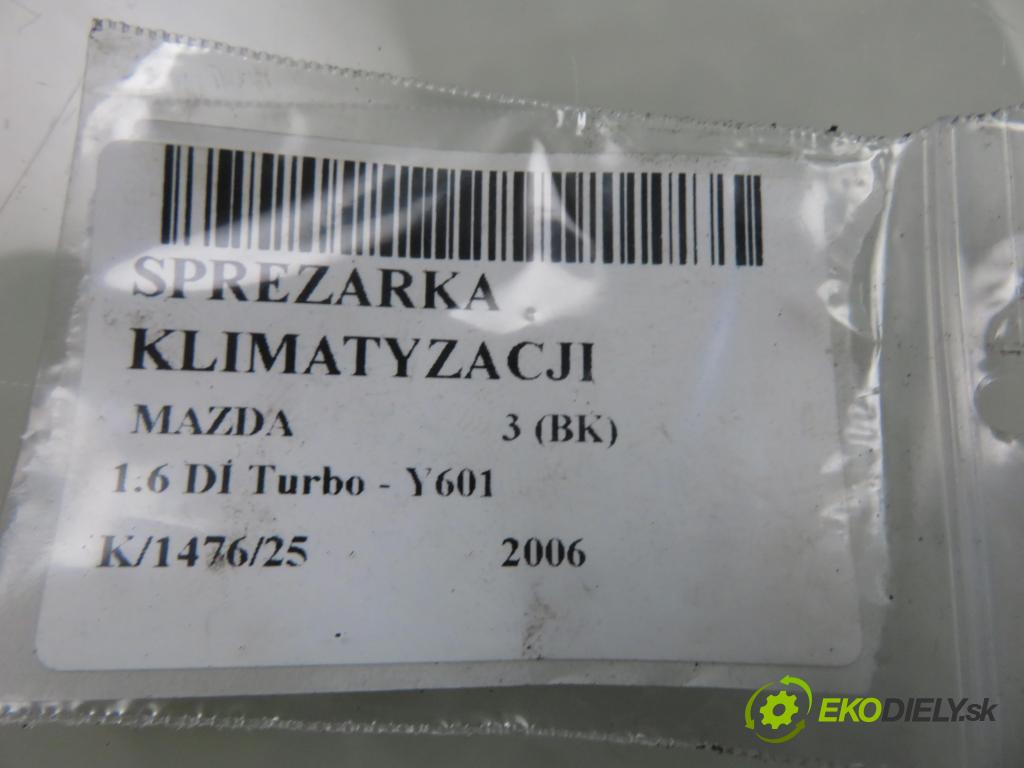 SPREZARKA
KLIMATYZACJI
MAZDA 3 (BK)
1.6 Dİ Turbo - Y601
K/1476/25 2006
EKODIELY.sk